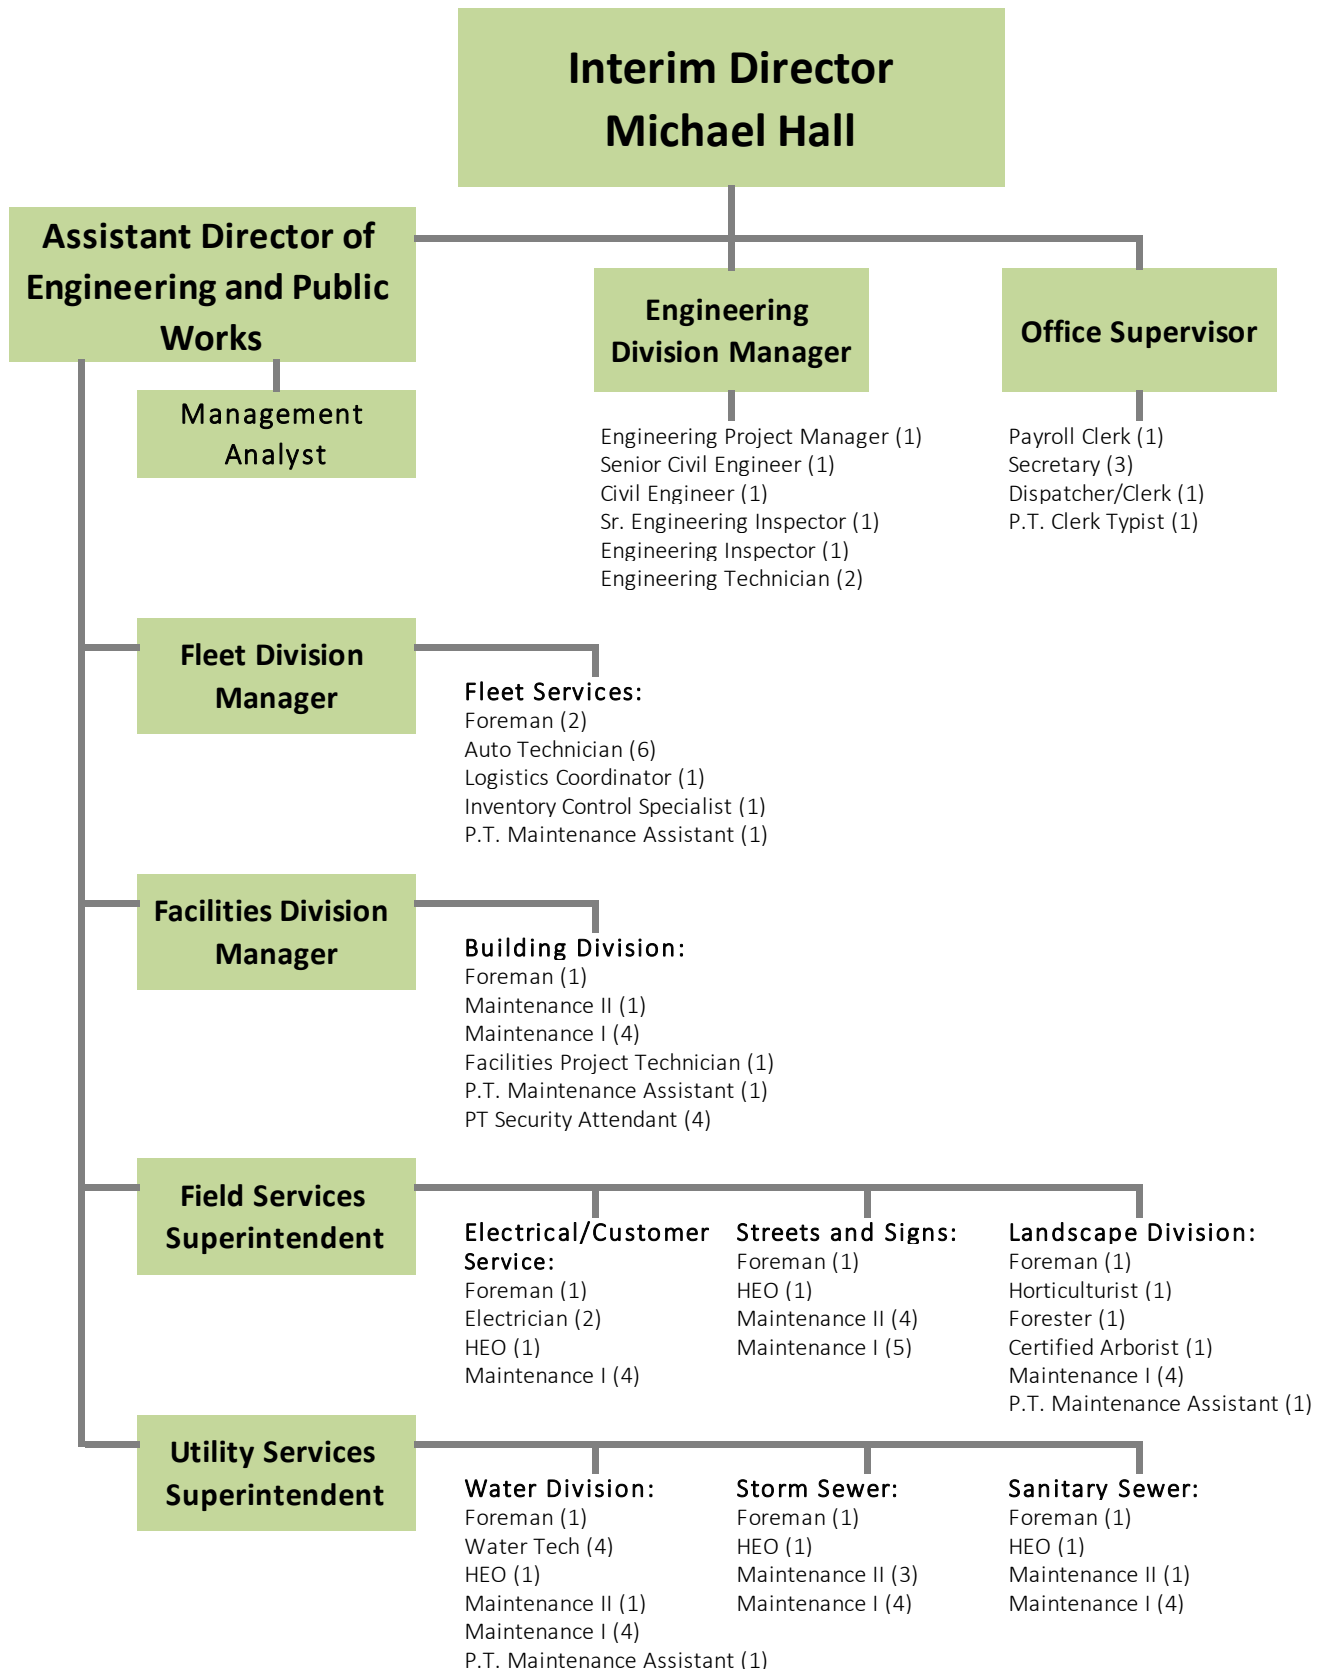 Interim Director
Michael Hall
Assistant Director of
Engineering and Public
Works
Management
Analyst
Engineering
Division Manager
Engineering Project Manager (1)
Senior Civil Engineer (1)
Civil Engineer (1)
Sr. Engineering Inspector (1)
Engineering Inspector (1)
Engineering Technician (2)
Office Supervisor
Payroll Clerk (1)
Secretary (3)
Dispatcher/Clerk (1)
P.T. Clerk Typist (1)
Fleet Division
Manager
Fleet Services:
Foreman (2)
Auto Technician (6)
Logistics Coordinator (1)
Inventory Control Specialist (1)
P.T. Maintenance Assistant (1)
Facilities Division
Manager
Building Division:
Foreman (1)
Maintenance II (1)
Maintenance I (4)
Facilities Project Technician (1)
P.T. Maintenance Assistant (1)
PT Security Attendant (4)
Field Services
Superintendent
Electrical/Customer
Service:
Foreman (1)
Electrician (2)
HEO (1)
Maintenance I (4)
Streets and Signs:
Foreman (1)
HEO (1)
Maintenance II (4)
Maintenance I (5)
Landscape Division:
Foreman (1)
Horticulturist (1)
Forester (1)
Certified Arborist (1)
Maintenance I (4)
P.T. Maintenance Assistant (1)
Utility Services
Superintendent
Water Division:
Foreman (1)
Water Tech (4)
HEO (1)
Maintenance II (1)
Maintenance I (4)
P.T. Maintenance Assistant (1)
Storm Sewer:
Foreman (1)
HEO (1)
Maintenance II (3)
Maintenance I (4)
Sanitary Sewer:
Foreman (1)
HEO (1)
Maintenance II (1)
Maintenance I (4)